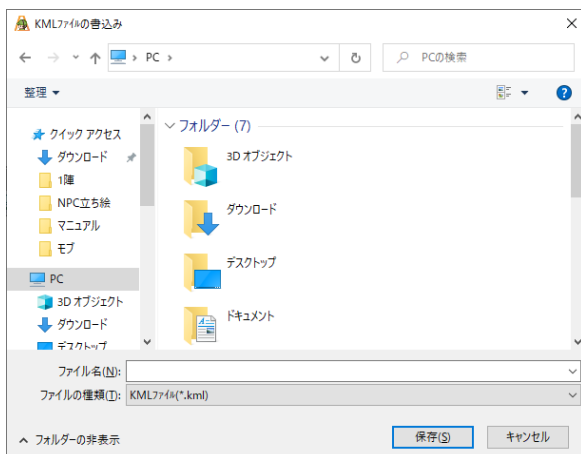 KMLﾌｧｲﾙの書込み
PC
PCの検索
整理
フォルダー (7)
クイック アクセス
ダウンロード
1陣
NPC立ち絵
マニュアル
モブ
PC
3D オブジェクト
ダウンロード
デスクトップ
3D オブジェクト
ダウンロード
デスクトップ
ドキュメント
ファイル名(N):
ファイルの種類(T): KMLﾌｧｲﾙ(*.kml)
フォルダーの非表示
保存(S)
キャンセル